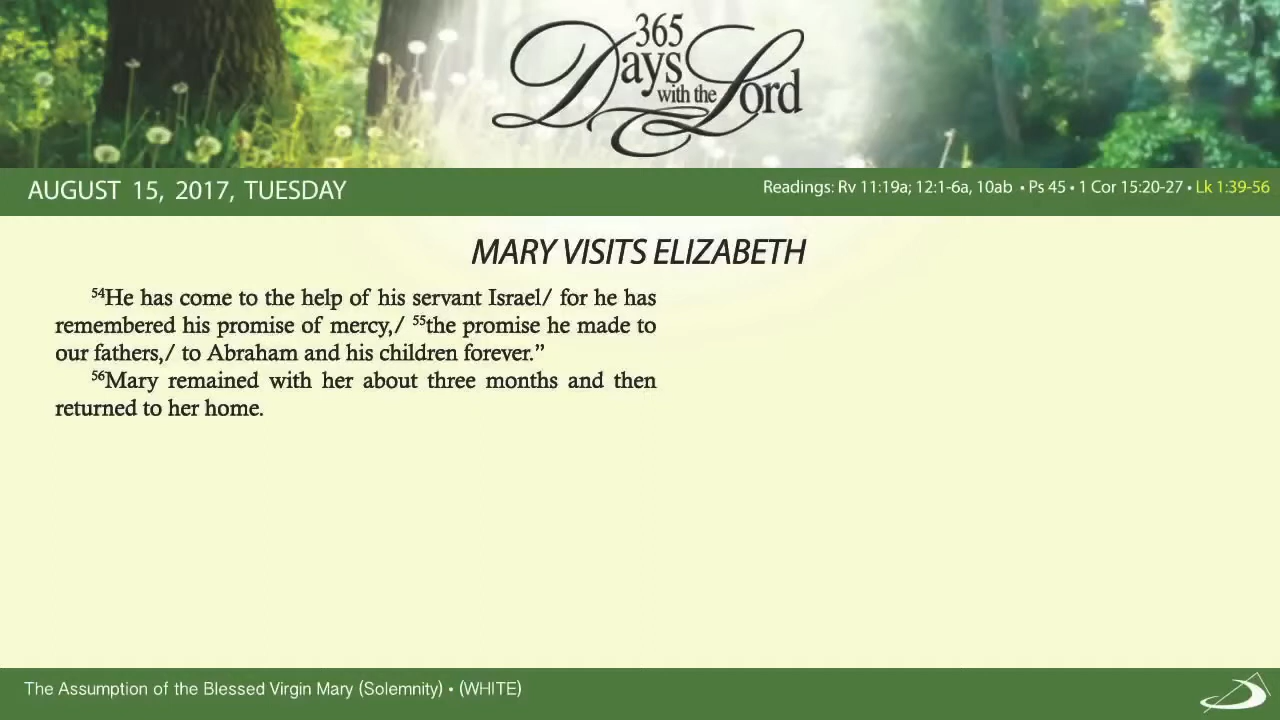 365
Days
with the Lord
AUGUST 15, 2017, TUESDAY
Readings: Rv 11:19a; 12:1-6a, 10ab • Ps 45 • 1 Cor 15:20-27 • Lk 1:39-56
MARY VISITS ELIZABETH
⁵⁴He has come to the help of his servant Israel/ for he has
remembered his promise of mercy,/ ⁵⁵the promise he made to
our fathers,/ to Abraham and his children forever.”
⁵⁶Mary remained with her about three months and then
returned to her home.
The Assumption of the Blessed Virgin Mary (Solemnity) • (WHITE)